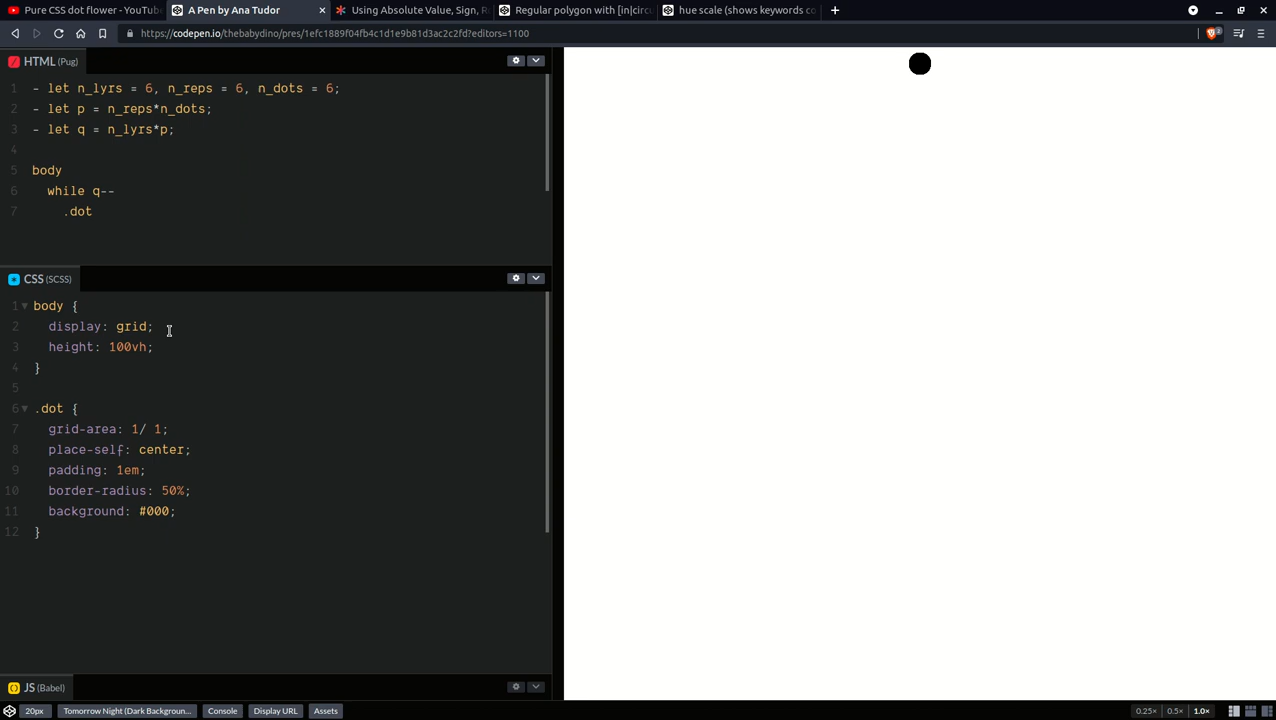 Pure CSS dot flower - YouTube
A Pen by Ana Tudor
Using Absolute Value, Sign, R
Regular polygon with [in|circu
hue scale (shows keywords co
https://codepen.io/thebabydino/pres/1efc1889f04fb4c1d1e9b81d3ac2c2fd?editors=1100
2
HTML (Pug)
1 - let n_lyrs = 6, n_reps = 6, n_dots = 6;
2 - let p = n_reps*n_dots;
3 - let q = n_lyrs*p;
4
5 body
6 while q--
7 .dot
CSS (SCSS)
1 body {
2 display: grid;
3 height: 100vh;
4 }
5
6 .dot {
7 grid-area: 1/ 1;
8 place-self: center;
9 padding: 1em;
10 border-radius: 50%;
11 background: #000;
12 }
JS (Babel)
20px Tomorrow Night (Dark Backgroun... Console Display URL Assets 0.25× 0.5× 1.0×